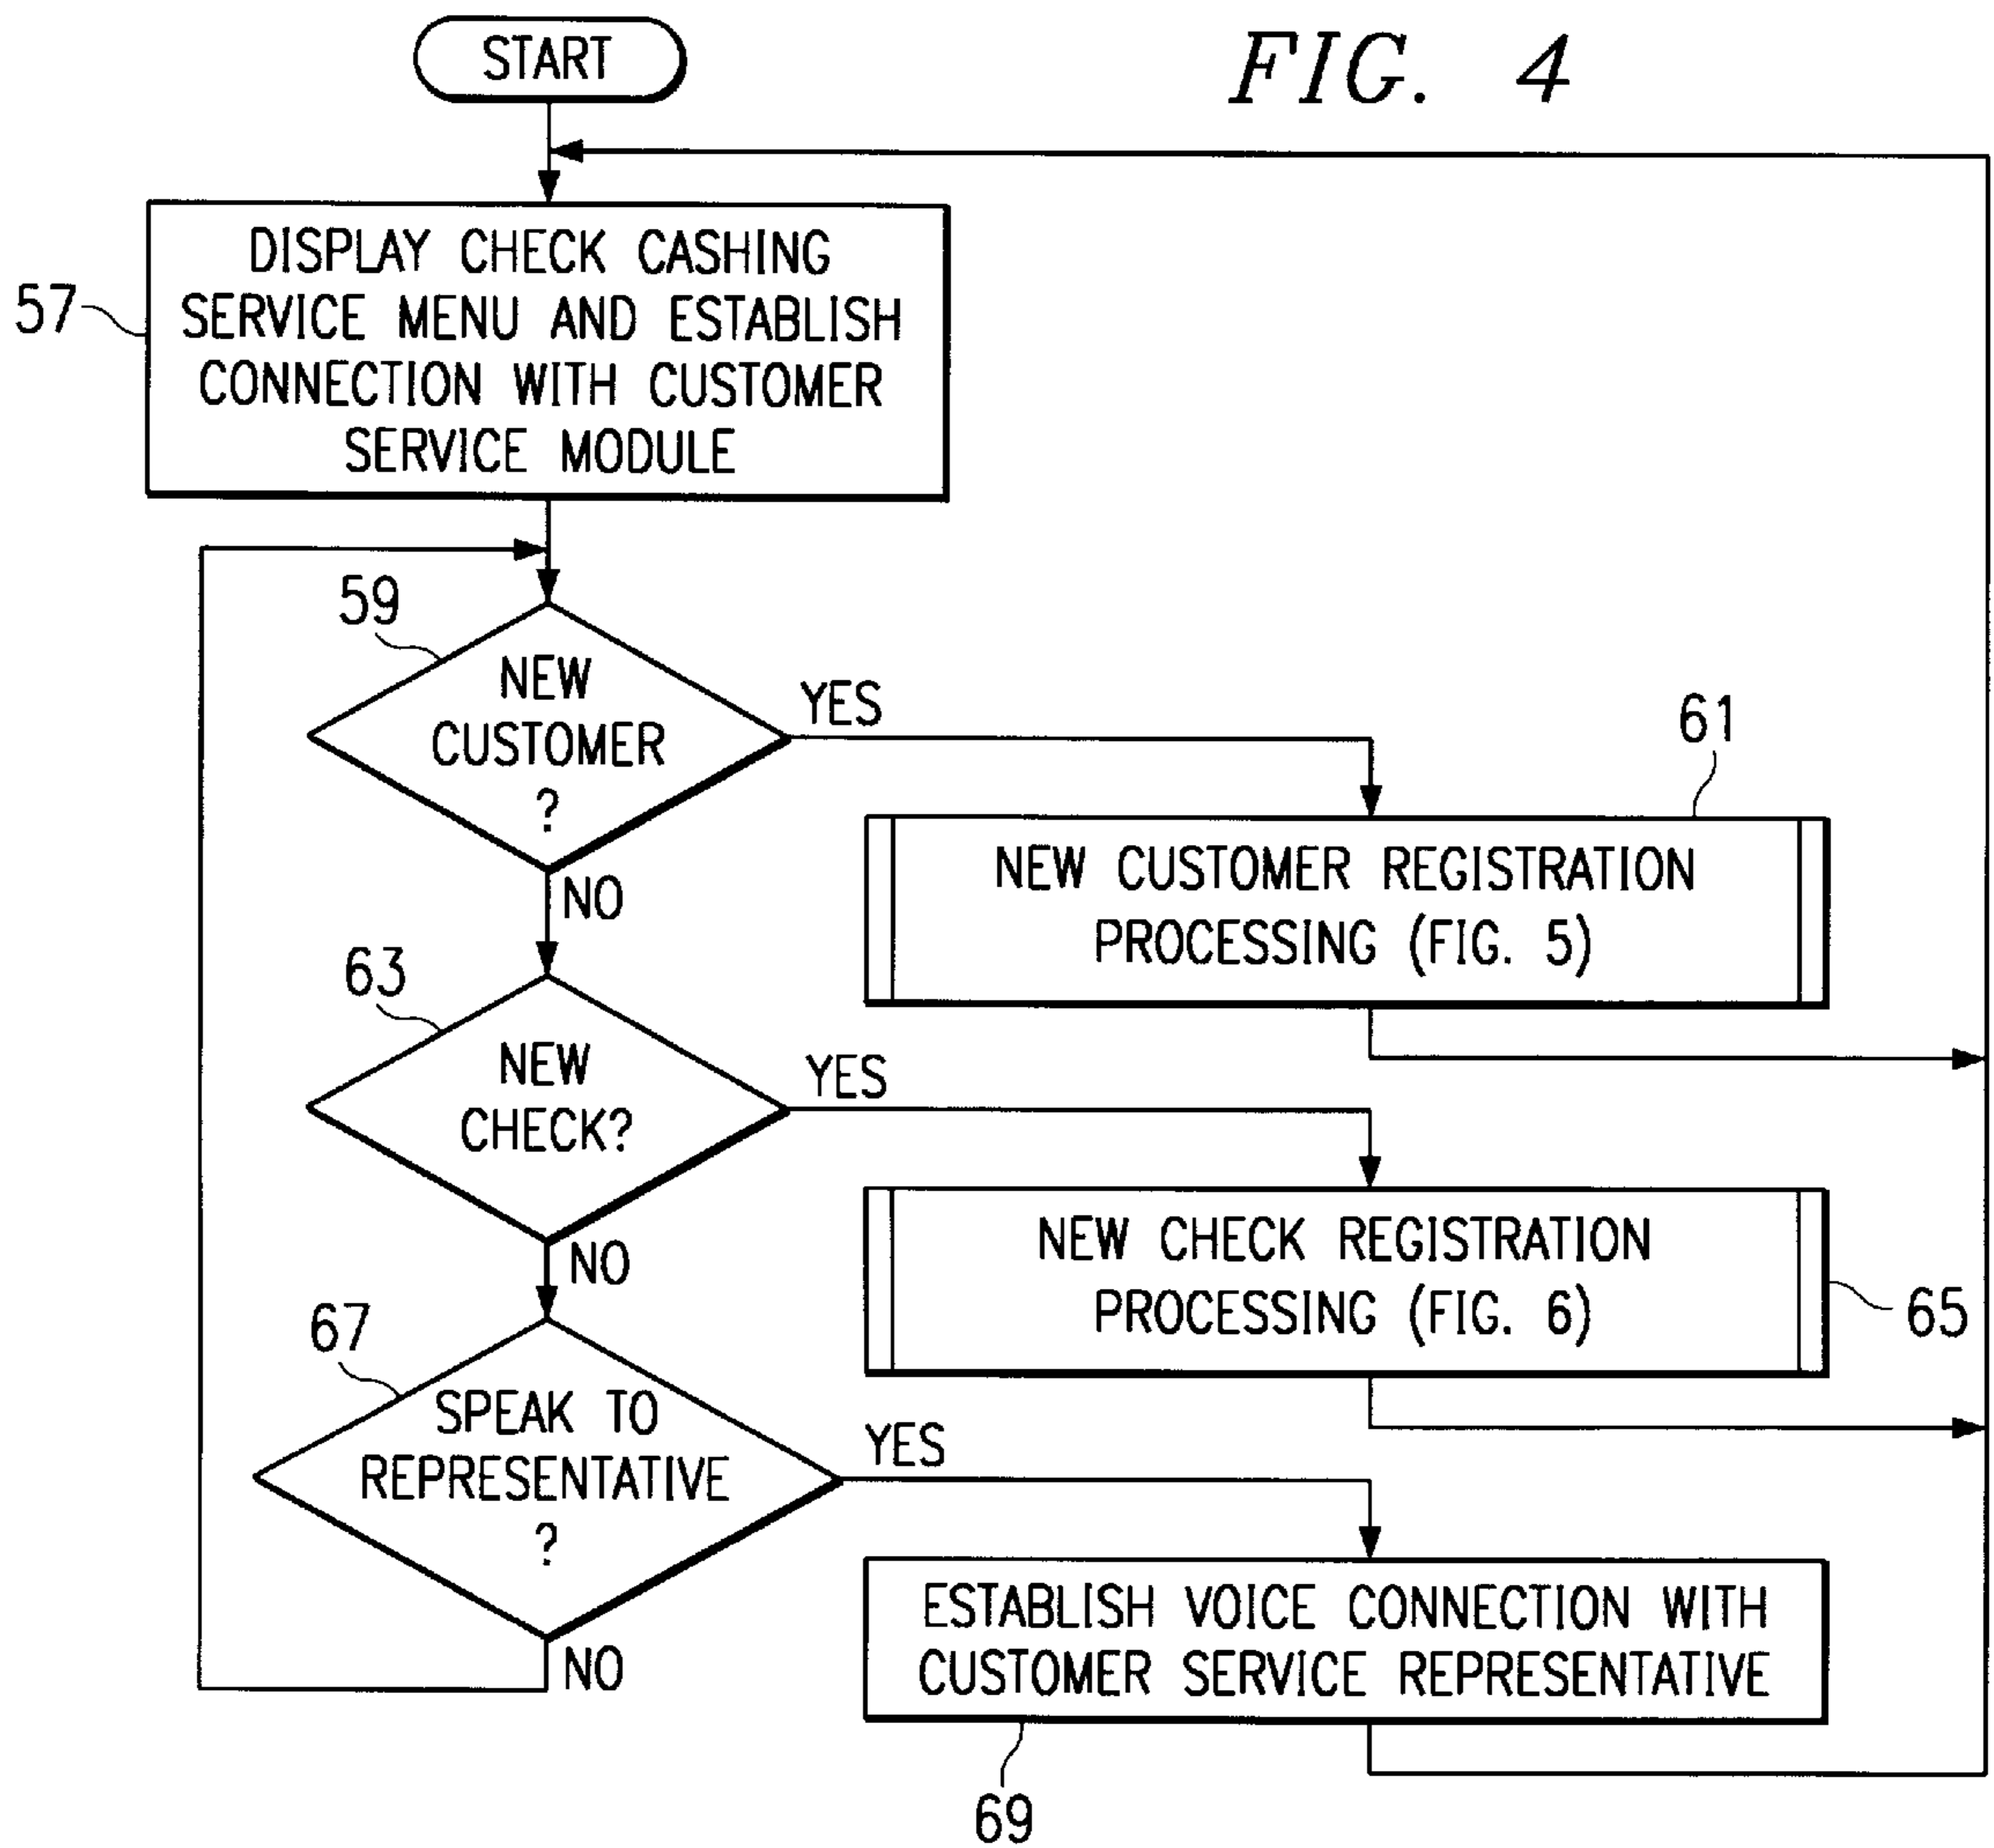 START
FIG. 4
57
DISPLAY CHECK CASHING
SERVICE MENU AND ESTABLISH
CONNECTION WITH CUSTOMER
SERVICE MODULE
59
NEW
CUSTOMER
?
YES
NO
61
NEW CUSTOMER REGISTRATION
PROCESSING (FIG. 5)
63
NEW
CHECK?
YES
NO
NEW CHECK REGISTRATION
PROCESSING (FIG. 6)
65
67
SPEAK TO
REPRESENTATIVE
?
YES
NO
ESTABLISH VOICE CONNECTION WITH
CUSTOMER SERVICE REPRESENTATIVE
69